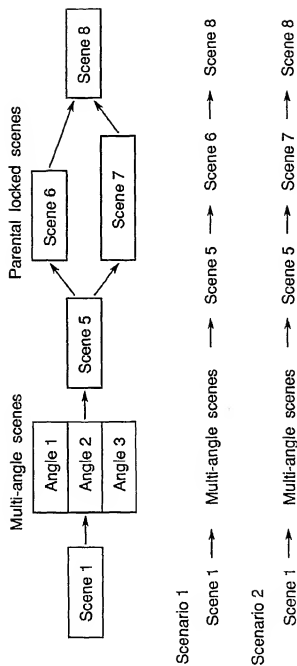 Multi-angle scenes
Parental locked scenes
Scene 1
Angle 1
Angle 2
Angle 3
Scene 5
Scene 6
Scene 7
Scene 8
Scenario 1
Scene 1 → Multi-angle scenes → Scene 5 → Scene 6 → Scene 8
Scenario 2
Scene 1 → Multi-angle scenes → Scene 5 → Scene 7 → Scene 8